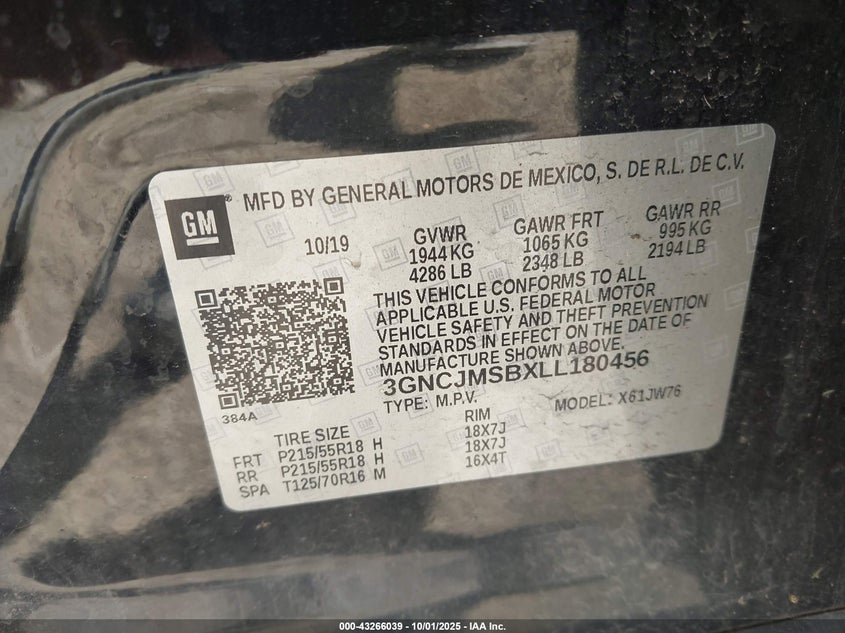 GM
MFD BY GENERAL MOTORS DE MEXICO, S. DE R.L. DE C.V.
10/19 GVWR GAWR FRT GAWR RR
1944 KG 1065 KG 995 KG
4286 LB 2348 LB 2194 LB
THIS VEHICLE CONFORMS TO ALL
APPLICABLE U.S. FEDERAL MOTOR
VEHICLE SAFETY AND THEFT PREVENTION
STANDARDS IN EFFECT ON THE DATE OF
MANUFACTURE SHOWN ABOVE.
3GNCJMSBXLL180456
384A TYPE: M.P.V. MODEL: X61JW76
TIRE SIZE RIM
FRT P215/55R18 H 18X7J
RR P215/55R18 H 18X7J
SPA T125/70R16 M 16X4T
000-43266039 - 10/01/2025 - IAA Inc.